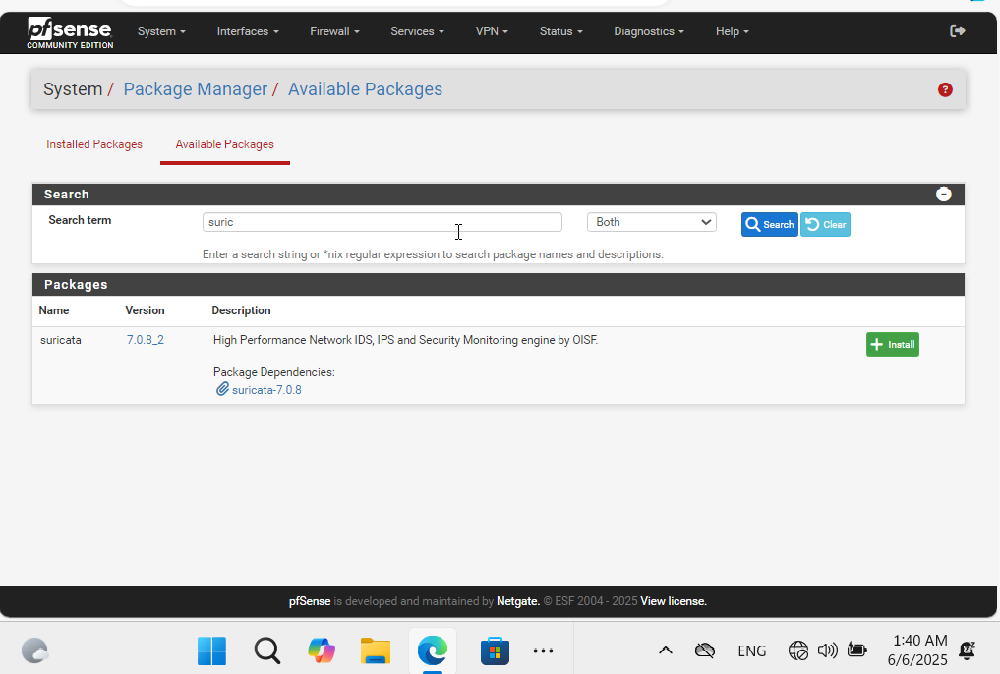 pfsense System Interfaces Firewall Services VPN Status Diagnostics Help
COMMUNITY EDITION
System / Package Manager / Available Packages ?
Installed Packages Available Packages
Search
Search term suric Both Search Clear
Enter a search string or *nix regular expression to search package names and descriptions.
Packages
Name Version Description
suricata 7.0.8_2 High Performance Network IDS, IPS and Security Monitoring engine by OISF. Install
Package Dependencies:
suricata-7.0.8
pfSense is developed and maintained by Netgate. © ESF 2004 - 2025 View license.
ENG 1:40 AM
6/6/2025